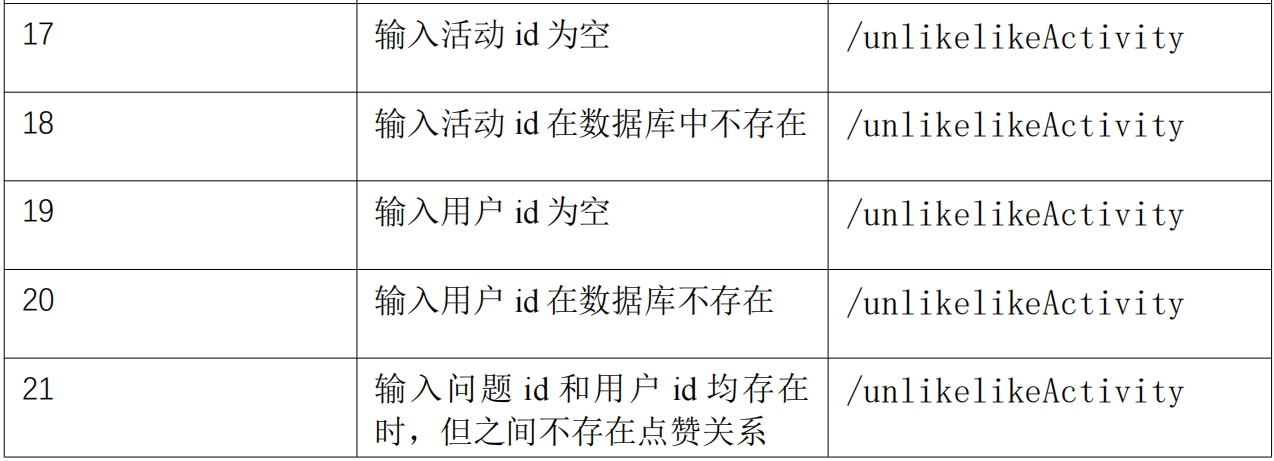 17 输入活动 id 为空 /unlikelikeActivity
18 输入活动 id 在数据库中不存在 /unlikelikeActivity
19 输入用户 id 为空 /unlikelikeActivity
20 输入用户 id 在数据库不存在 /unlikelikeActivity
21 输入问题 id 和用户 id 均存在 /unlikelikeActivity
时，但之间不存在点赞关系